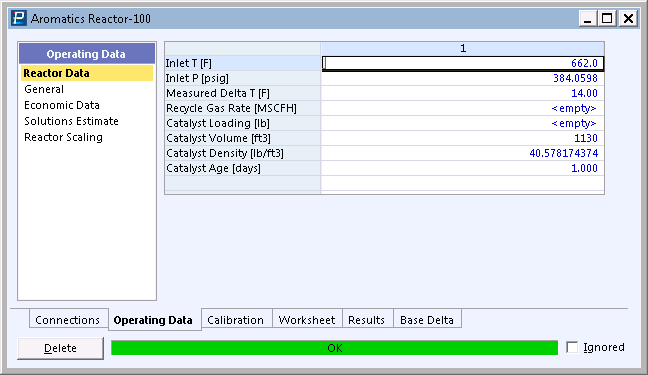 Aromatics Reactor-100
Operating Data
Reactor Data
General
Economic Data
Solutions Estimate
Reactor Scaling
1
Inlet T [F] 662.0
Inlet P [psig] 384.0598
Measured Delta T [F] 14.00
Recycle Gas Rate [MSCFH] <empty>
Catalyst Loading [lb] <empty>
Catalyst Volume [ft3] 1130
Catalyst Density [lb/ft3] 40.578174374
Catalyst Age [days] 1.000
Connections Operating Data Calibration Worksheet Results Base Delta
Delete OK Ignored